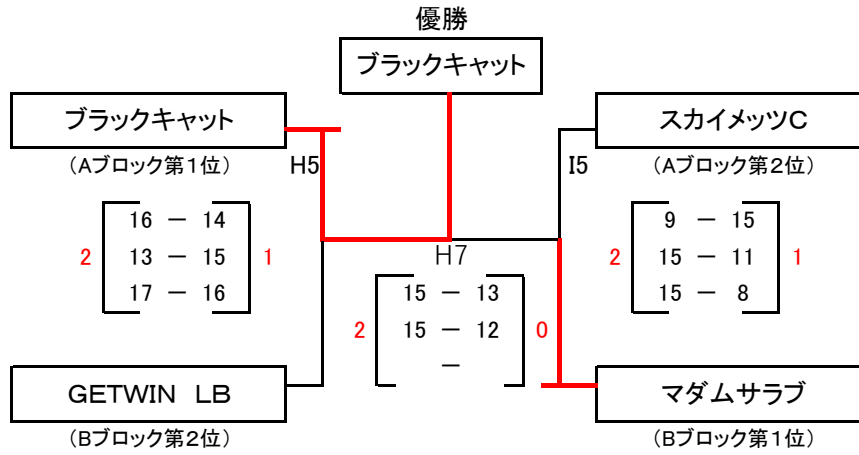 優勝
ブラックキャット
ブラックキャット
(Aブロック第1位)
H5
スカイメッツC
(Aブロック第2位)
I5
2
16 － 14
13 － 15
17 － 16
1
H7
2
15 － 13
15 － 12
－
0
2
9 － 15
15 － 11
15 － 8
1
GETWIN　LB
(Bブロック第2位)
マダムサラブ
(Bブロック第1位)